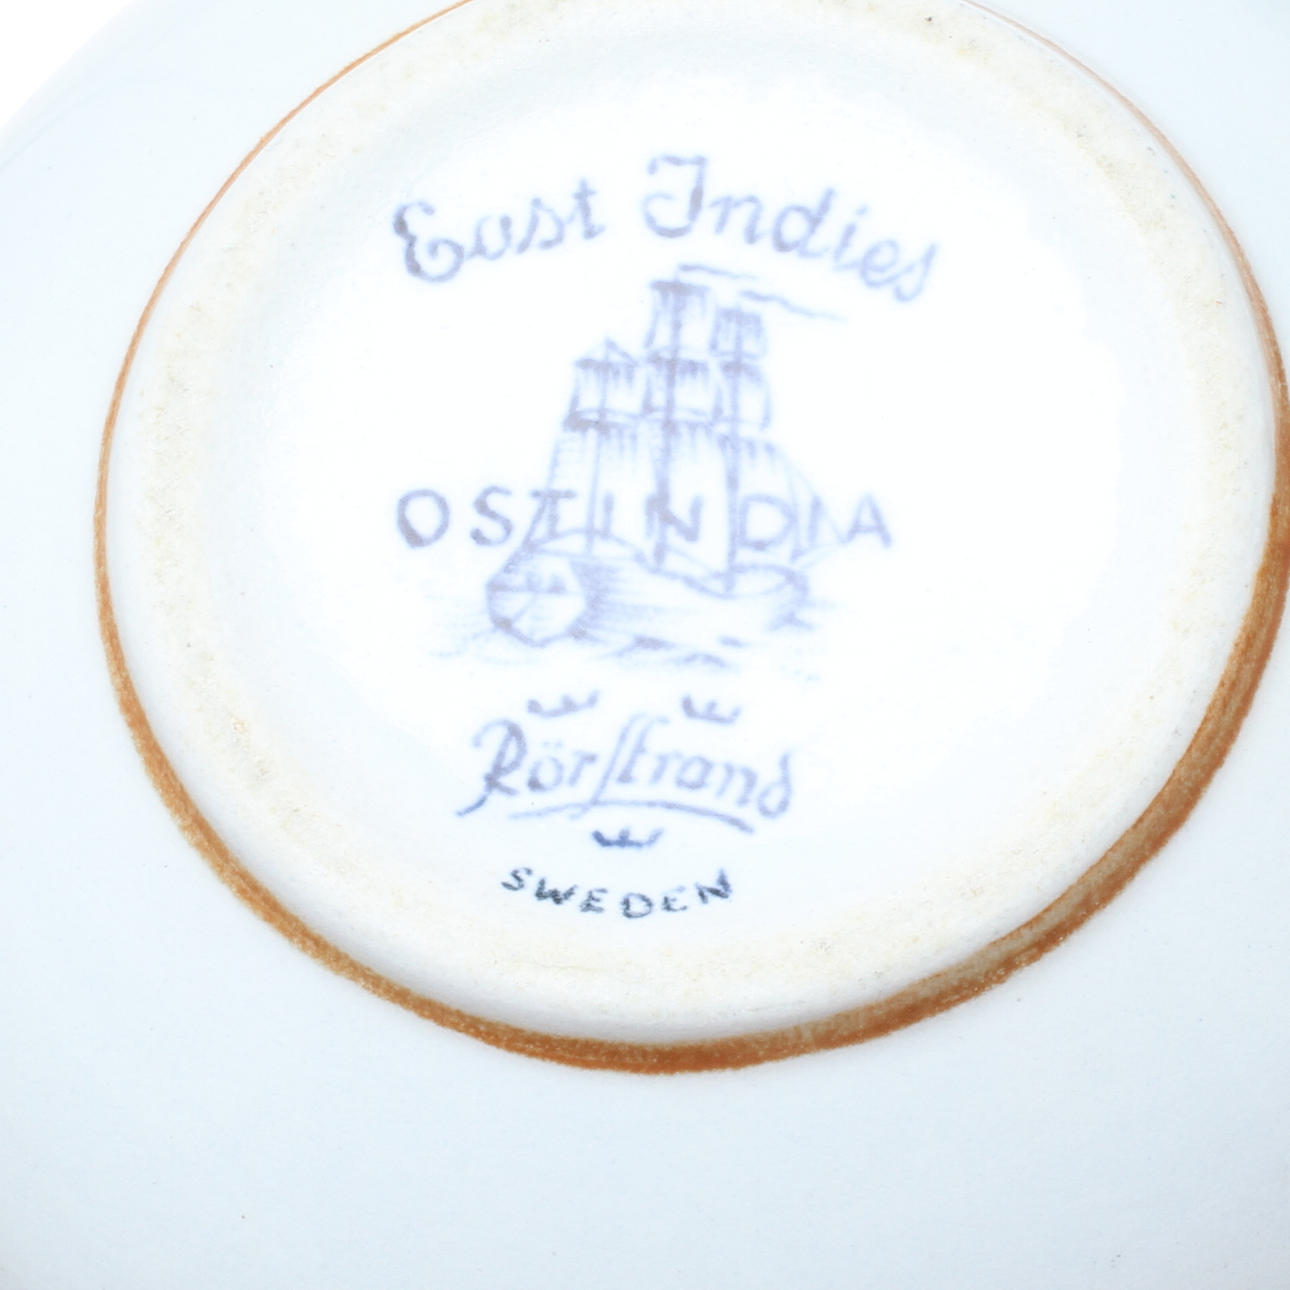 East Indies
OSTINDIA
Rörstrand
SWEDEN